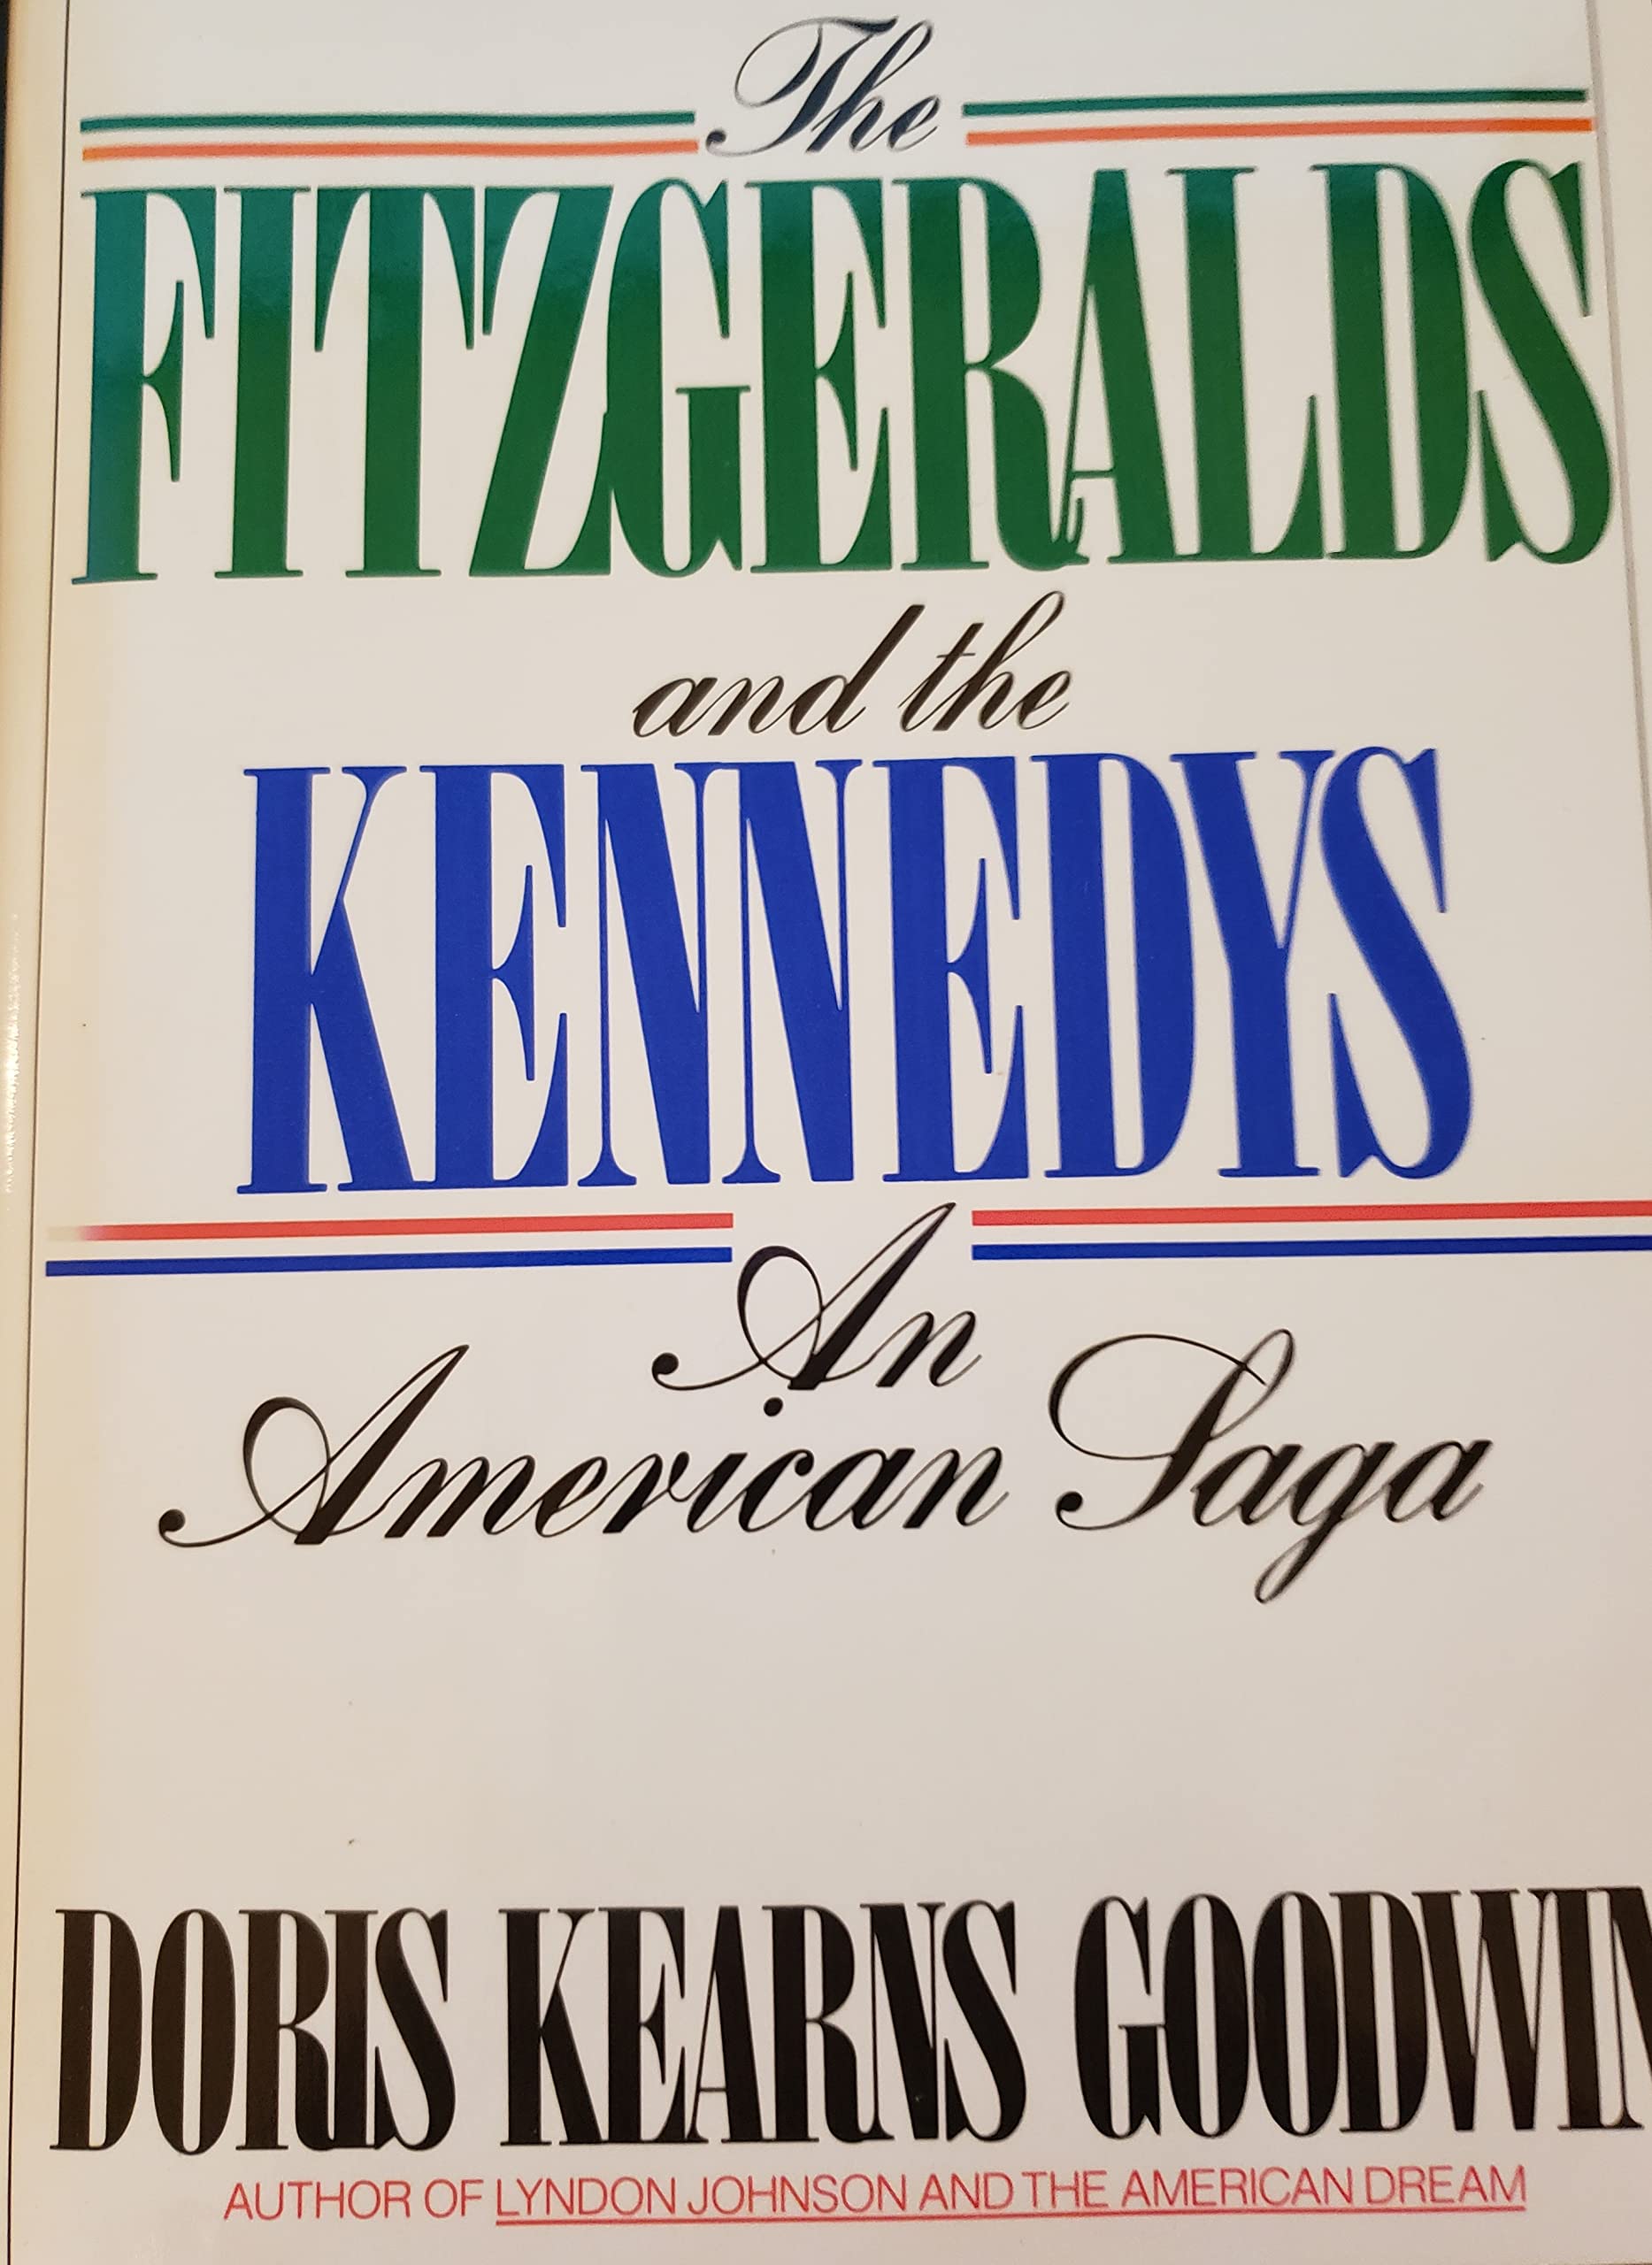 The
FITZGERALDS
and the
KENNEDYS
An
American Saga
DORIS KEARNS GOODWIN
AUTHOR OF LYNDON JOHNSON AND THE AMERICAN DREAM